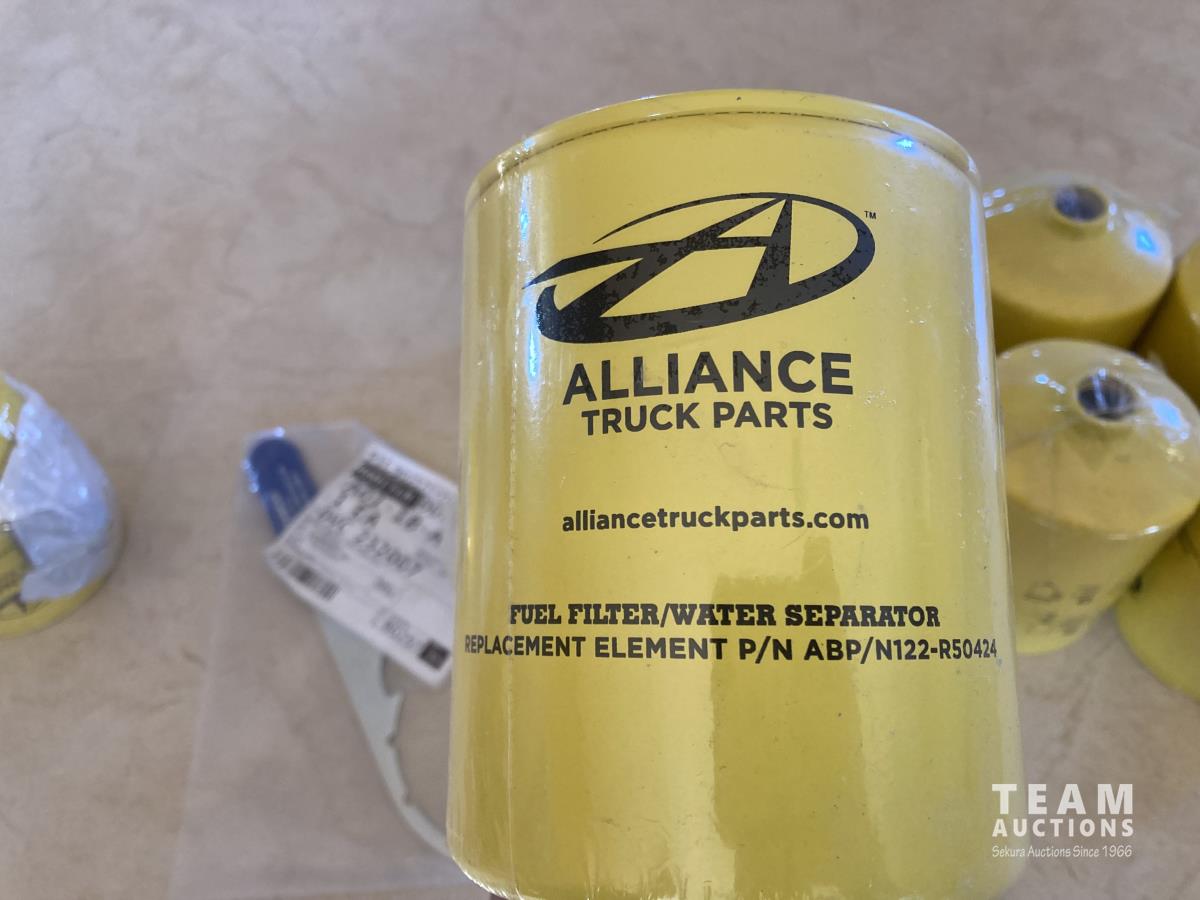 ALLIANCE
TRUCK PARTS
TM
alliancetruckparts.com
FUEL FILTER/WATER SEPARATOR
REPLACEMENT ELEMENT P/N ABP/N122-R50424
TEAM
AUCTIONS
Sekura Auctions Since 1966